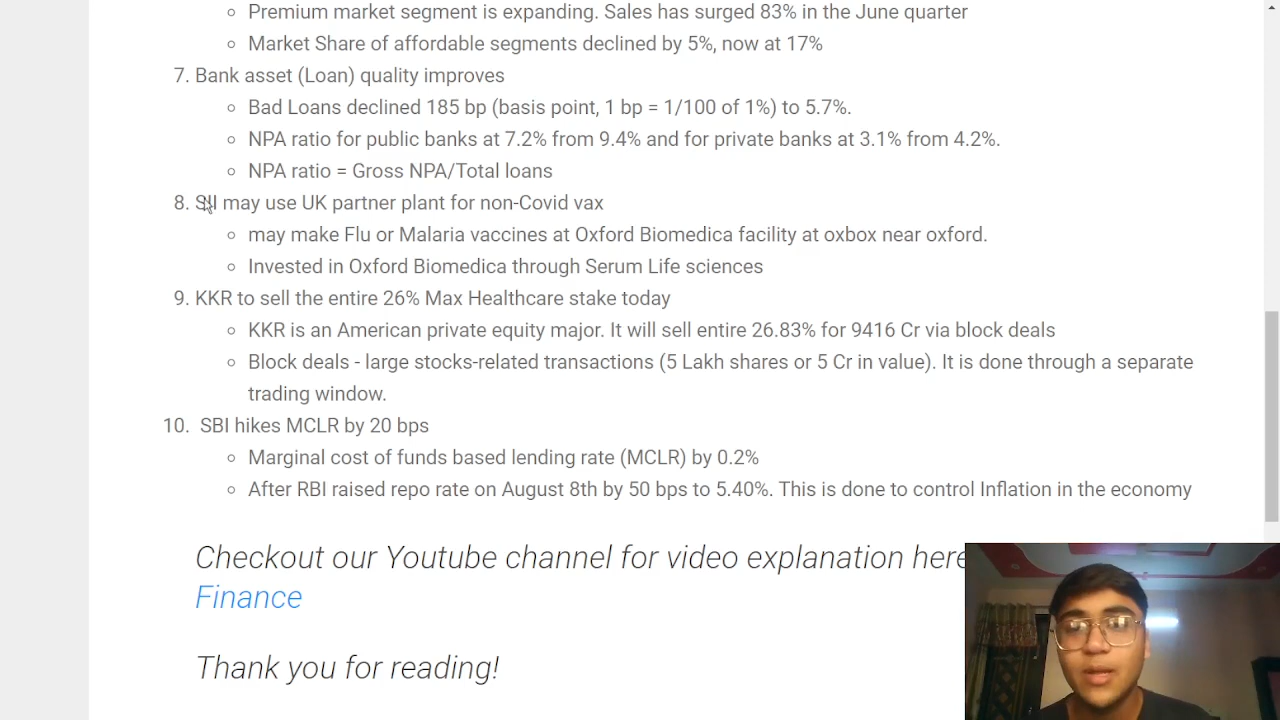 Premium market segment is expanding. Sales has surged 83% in the June quarter
Market Share of affordable segments declined by 5%, now at 17%
7. Bank asset (Loan) quality improves
Bad Loans declined 185 bp (basis point, 1 bp = 1/100 of 1%) to 5.7%.
NPA ratio for public banks at 7.2% from 9.4% and for private banks at 3.1% from 4.2%.
NPA ratio = Gross NPA/Total loans
8. SII may use UK partner plant for non-Covid vax
may make Flu or Malaria vaccines at Oxford Biomedica facility at oxbox near oxford.
Invested in Oxford Biomedica through Serum Life sciences
9. KKR to sell the entire 26% Max Healthcare stake today
KKR is an American private equity major. It will sell entire 26.83% for 9416 Cr via block deals
Block deals - large stocks-related transactions (5 Lakh shares or 5 Cr in value). It is done through a separate
trading window.
10. SBI hikes MCLR by 20 bps
Marginal cost of funds based lending rate (MCLR) by 0.2%
After RBI raised repo rate on August 8th by 50 bps to 5.40%. This is done to control Inflation in the economy
Checkout our Youtube channel for video explanation here
Finance
Thank you for reading!